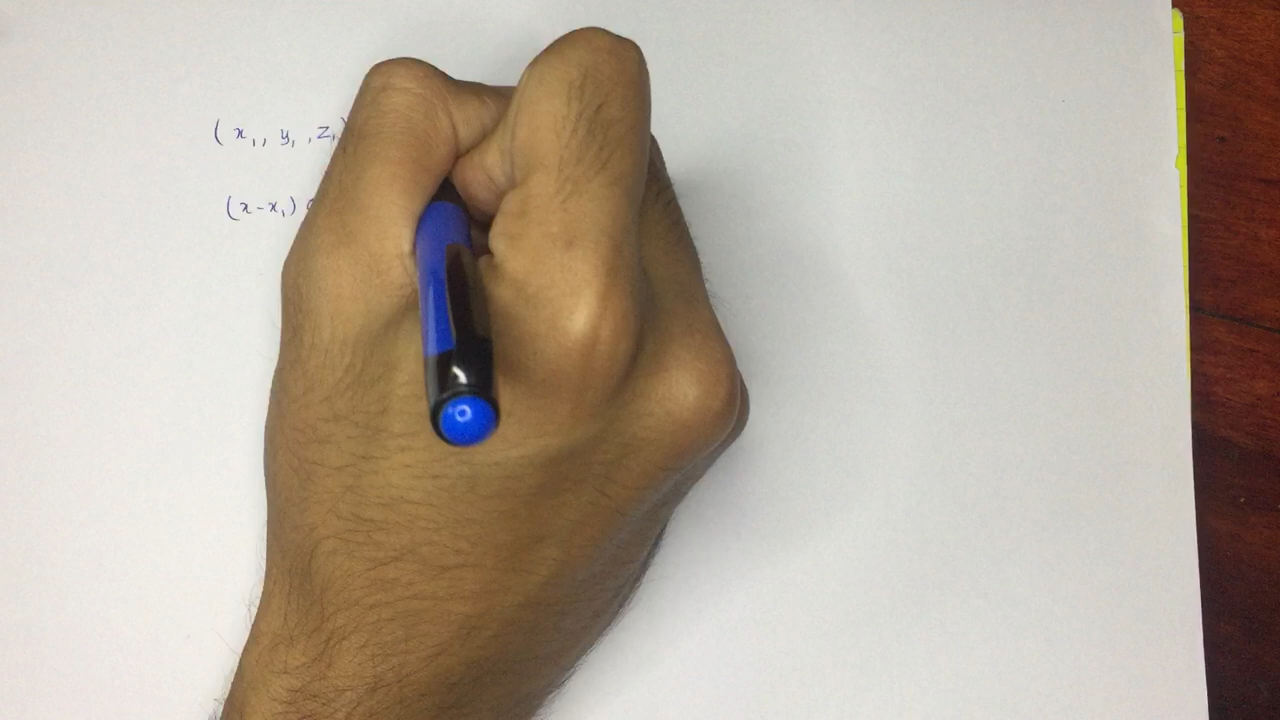 (x₁, y₁, z₁)
(x-x₁)